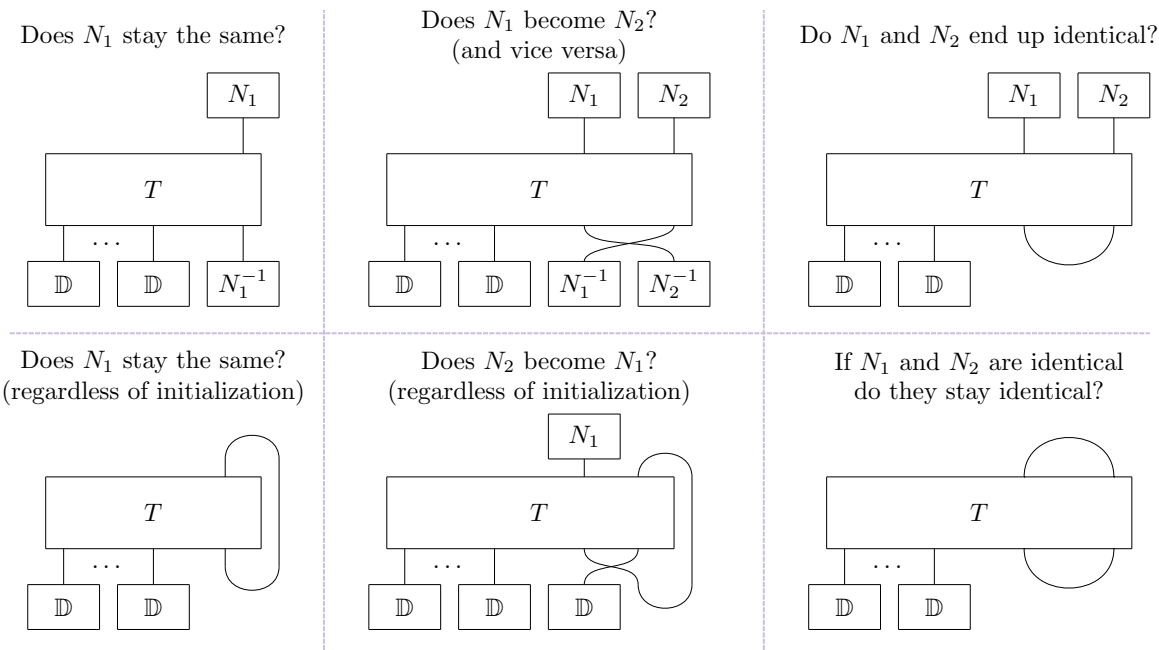 Does N₁ stay the same?
N₁
T
...
𝔻 𝔻 N₁⁻¹
Does N₁ become N₂?
(and vice versa)
N₁ N₂
T
...
𝔻 𝔻 N₁⁻¹ N₂⁻¹
Do N₁ and N₂ end up identical?
N₁ N₂
T
...
𝔻 𝔻
Does N₁ stay the same?
(regardless of initialization)
T
...
𝔻 𝔻
Does N₂ become N₁?
(regardless of initialization)
N₁
T
...
𝔻 𝔻 𝔻
If N₁ and N₂ are identical
do they stay identical?
T
...
𝔻 𝔻